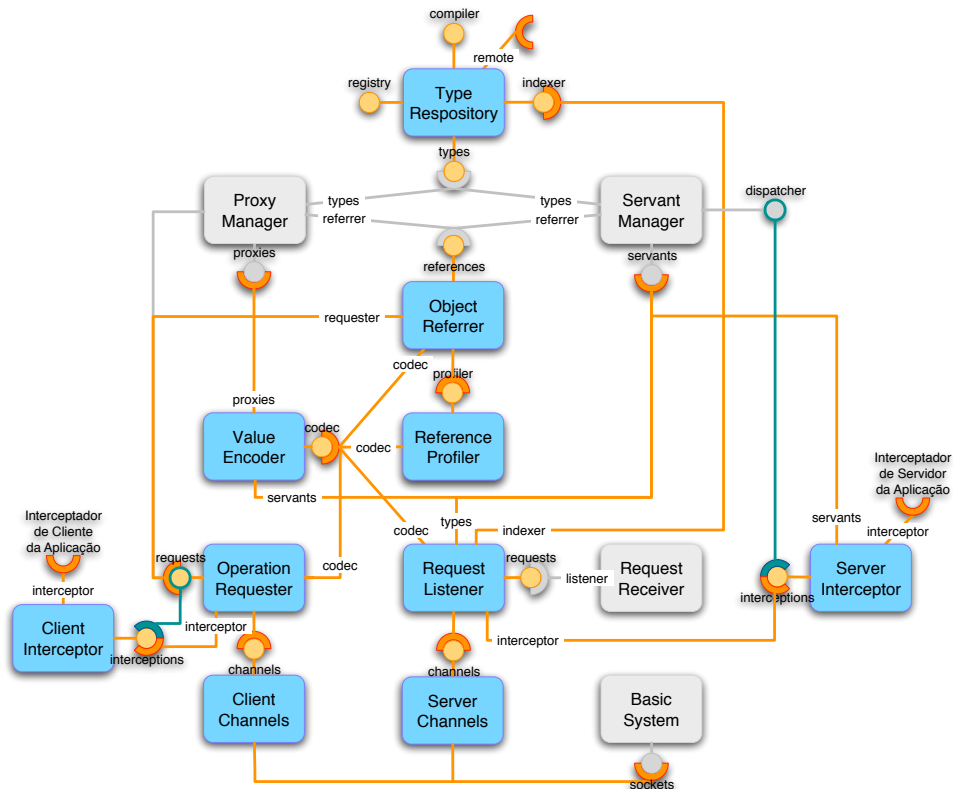 compiler
remote
registry
Type
Respository
indexer
types
Proxy
Manager
types
referrer
types
referrer
Servant
Manager
dispatcher
proxies
references
servants
requester
Object
Referrer
codec
profiler
proxies
Value
Encoder
codec
codec
Reference
Profiler
Interceptador
de Servidor
da Aplicação
servants
types
indexer
codec
servants
interceptor
Interceptador
de Cliente
da Aplicação
requests
Operation
Requester
codec
Request
Listener
requests
listener
Request
Receiver
interceptions
Server
Interceptor
interceptor
Client
Interceptor
interceptions
interceptor
interceptor
channels
channels
Client
Channels
Server
Channels
Basic
System
sockets